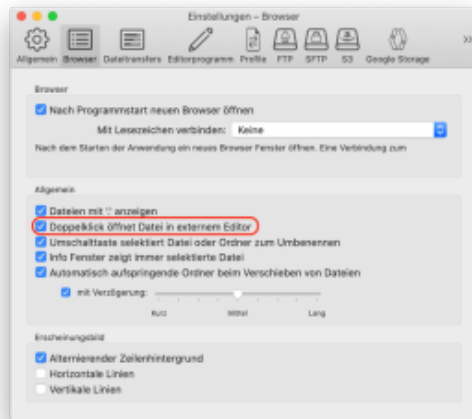 Einstellungen – Browser
Allgemein Browser Dateitransfers Editorprogramm Profile FTP SFTP S3 Google Storage
Browser
Nach Programmstart neuen Browser öffnen
Mit Lesezeichen verbinden: Keine
Nach dem Starten der Anwendung ein neues Browser Fenster öffnen. Eine Verbindung zum
Allgemein
Dateien mit '.' anzeigen
Doppelklick öffnet Datei in externem Editor
Umschalttaste selektiert Datei oder Ordner zum Umbenennen
Info Fenster zeigt immer selektierte Datei
Automatisch aufspringende Ordner beim Verschieben von Dateien
mit Verzögerung:
Kurz Mittel Lang
Erscheinungsbild
Alternierender Zeilenhintergrund
Horizontale Linien
Vertikale Linien